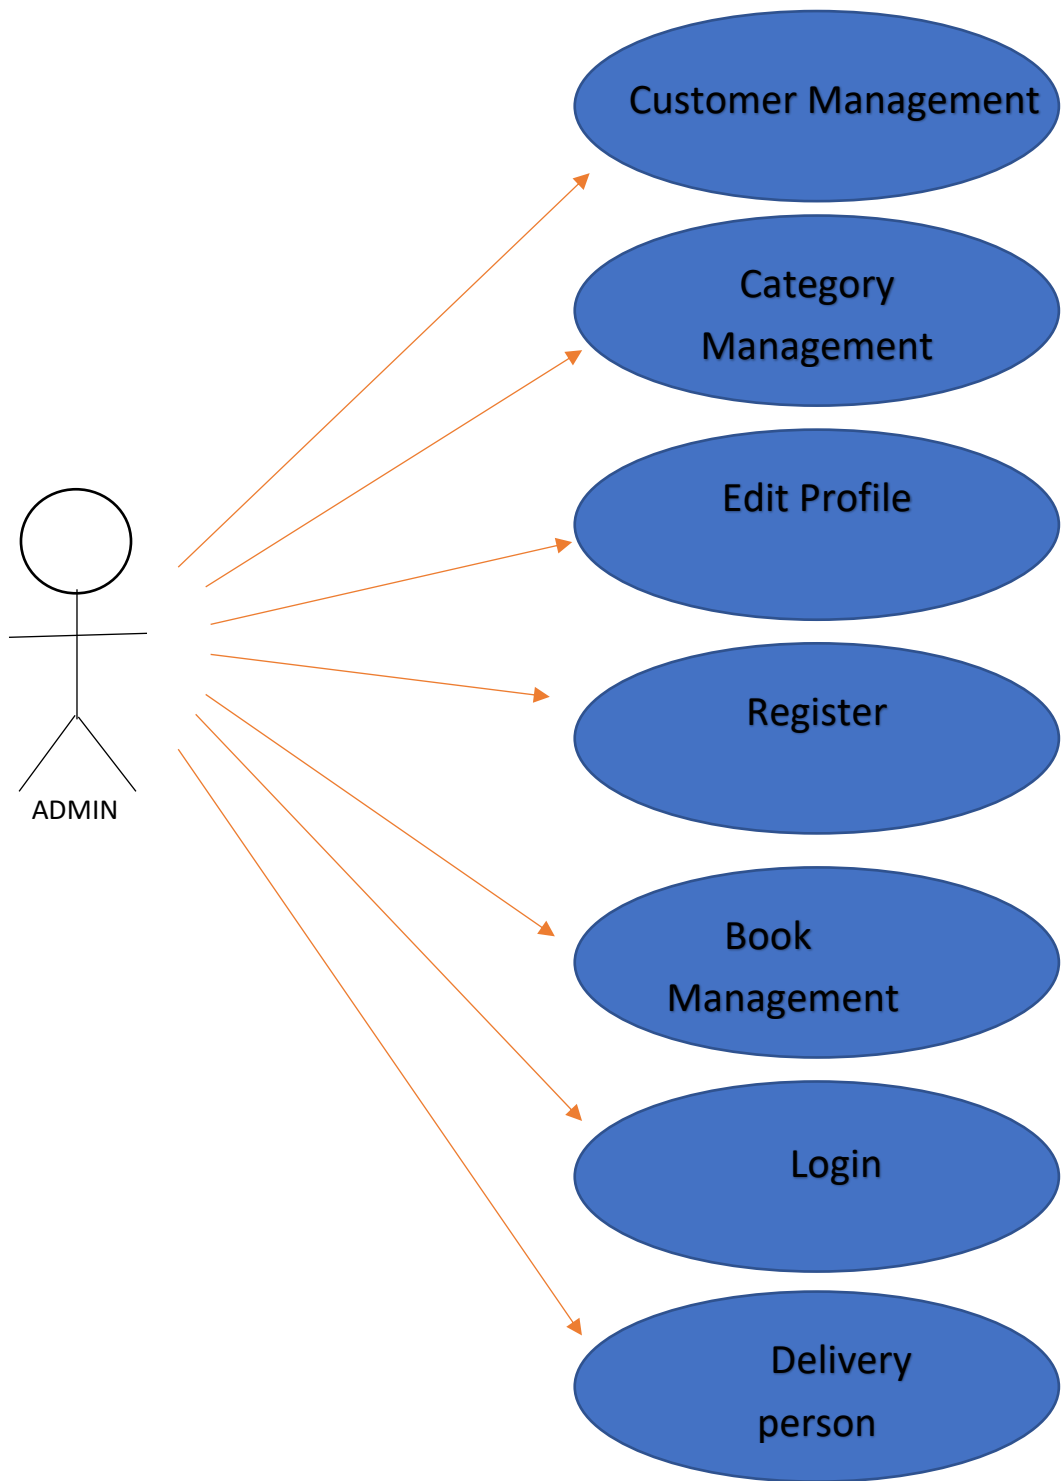 Customer Management
Category
Management
Edit Profile
Register
ADMIN
Book
Management
Login
Delivery
person